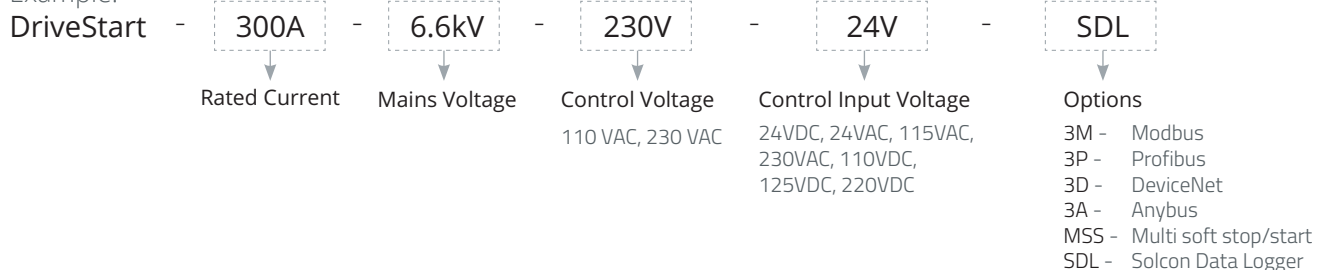 Example:
DriveStart - 300A - 6.6kV - 230V - 24V - SDL
Rated Current Mains Voltage Control Voltage Control Input Voltage Options
110 VAC, 230 VAC
24VDC, 24VAC, 115VAC,
230VAC, 110VDC,
125VDC, 220VDC
3M - Modbus
3P - Profibus
3D - DeviceNet
3A - Anybus
MSS - Multi soft stop/start
SDL - Solcon Data Logger